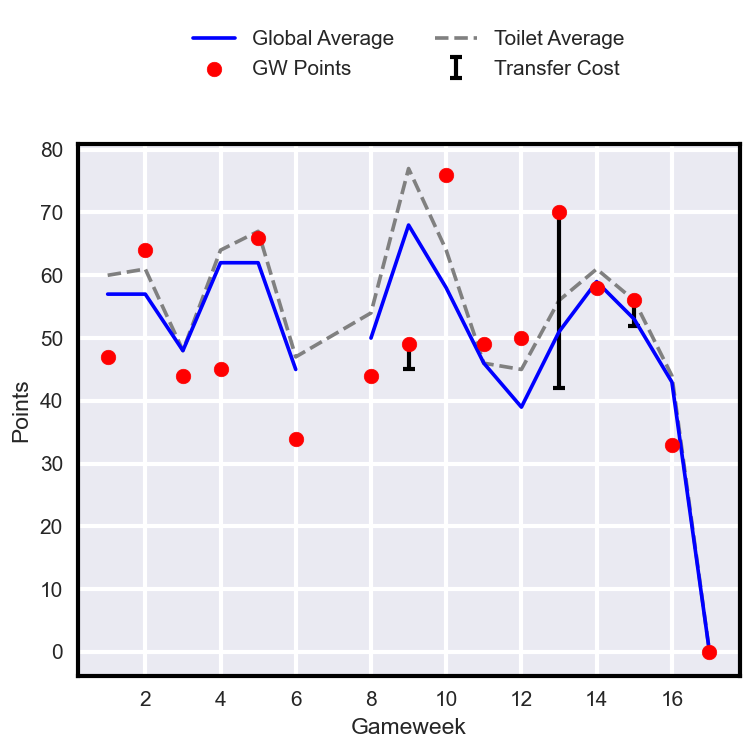 Global Average
GW Points
Toilet Average
Transfer Cost
80
70
60
50
40
30
20
10
0
Points
2 4 6 8 10 12 14 16
Gameweek